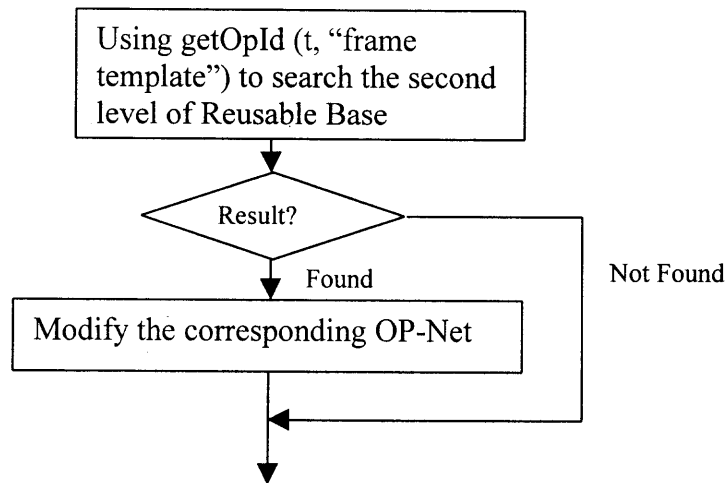 Using getOpId (t, “frame
template”) to search the second
level of Reusable Base
Result?
Found
Not Found
Modify the corresponding OP-Net